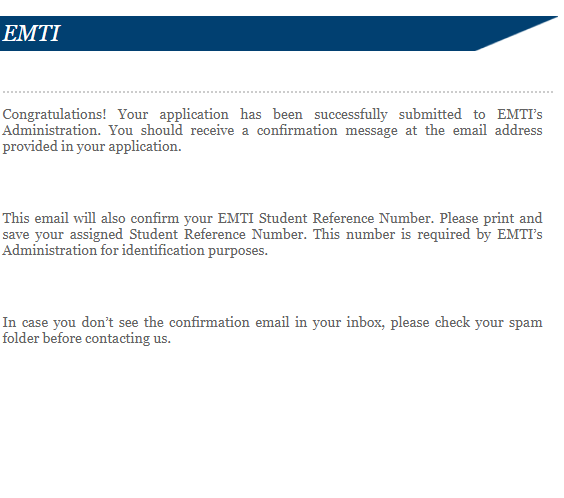 EMTI
Congratulations! Your application has been successfully submitted to EMTI’s
Administration. You should receive a confirmation message at the email address
provided in your application.
This email will also confirm your EMTI Student Reference Number. Please print and
save your assigned Student Reference Number. This number is required by EMTI’s
Administration for identification purposes.
In case you don’t see the confirmation email in your inbox, please check your spam
folder before contacting us.